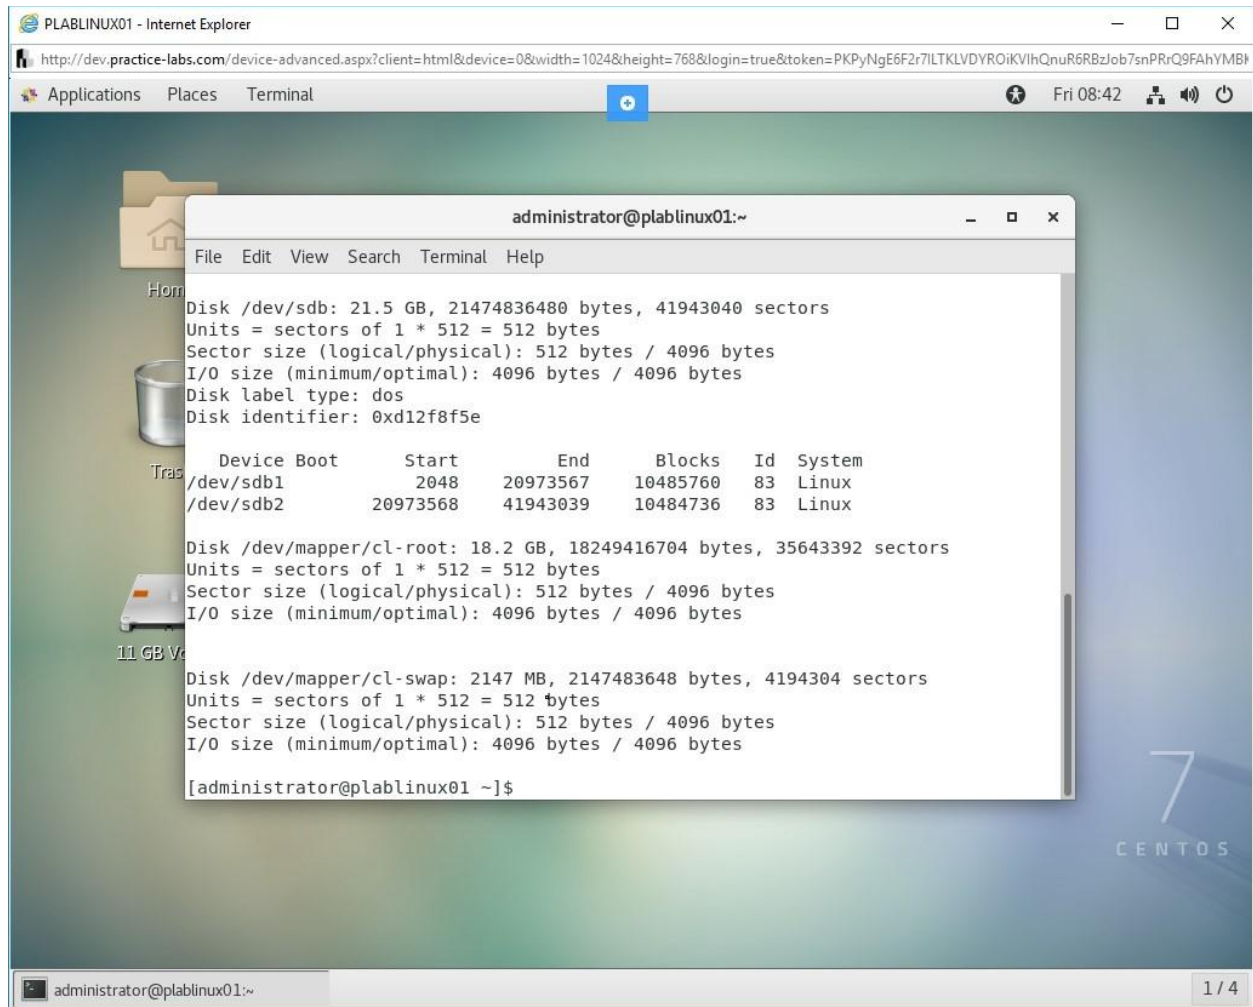 PLABLINUX01 - Internet Explorer
http://dev.practice-labs.com/device-advanced.aspx?client=html&device=0&width=1024&height=768&login=true&token=
Applications Places Terminal Fri 08:42
administrator@plablinux01:~
File Edit View Search Terminal Help
Disk /dev/sdb: 21.5 GB, 21474836480 bytes, 41943040 sectors
Units = sectors of 1 * 512 = 512 bytes
Sector size (logical/physical): 512 bytes / 4096 bytes
I/O size (minimum/optimal): 4096 bytes / 4096 bytes
Disk label type: dos
Disk identifier: 0xd12f8f5e
Device Boot Start End Blocks Id System
/dev/sdb1 2048 20973567 10485760 83 Linux
/dev/sdb2 20973568 41943039 10484736 83 Linux
Disk /dev/mapper/cl-root: 18.2 GB, 18249416704 bytes, 35643392 sectors
Units = sectors of 1 * 512 = 512 bytes
Sector size (logical/physical): 512 bytes / 4096 bytes
I/O size (minimum/optimal): 4096 bytes / 4096 bytes
Disk /dev/mapper/cl-swap: 2147 MB, 2147483648 bytes, 4194304 sectors
Units = sectors of 1 * 512 = 512 bytes
Sector size (logical/physical): 512 bytes / 4096 bytes
I/O size (minimum/optimal): 4096 bytes / 4096 bytes
[administrator@plablinux01 ~]$
Hom
Tras
11 GB Vo
7
CENTOS
administrator@plablinux01:~
1 / 4